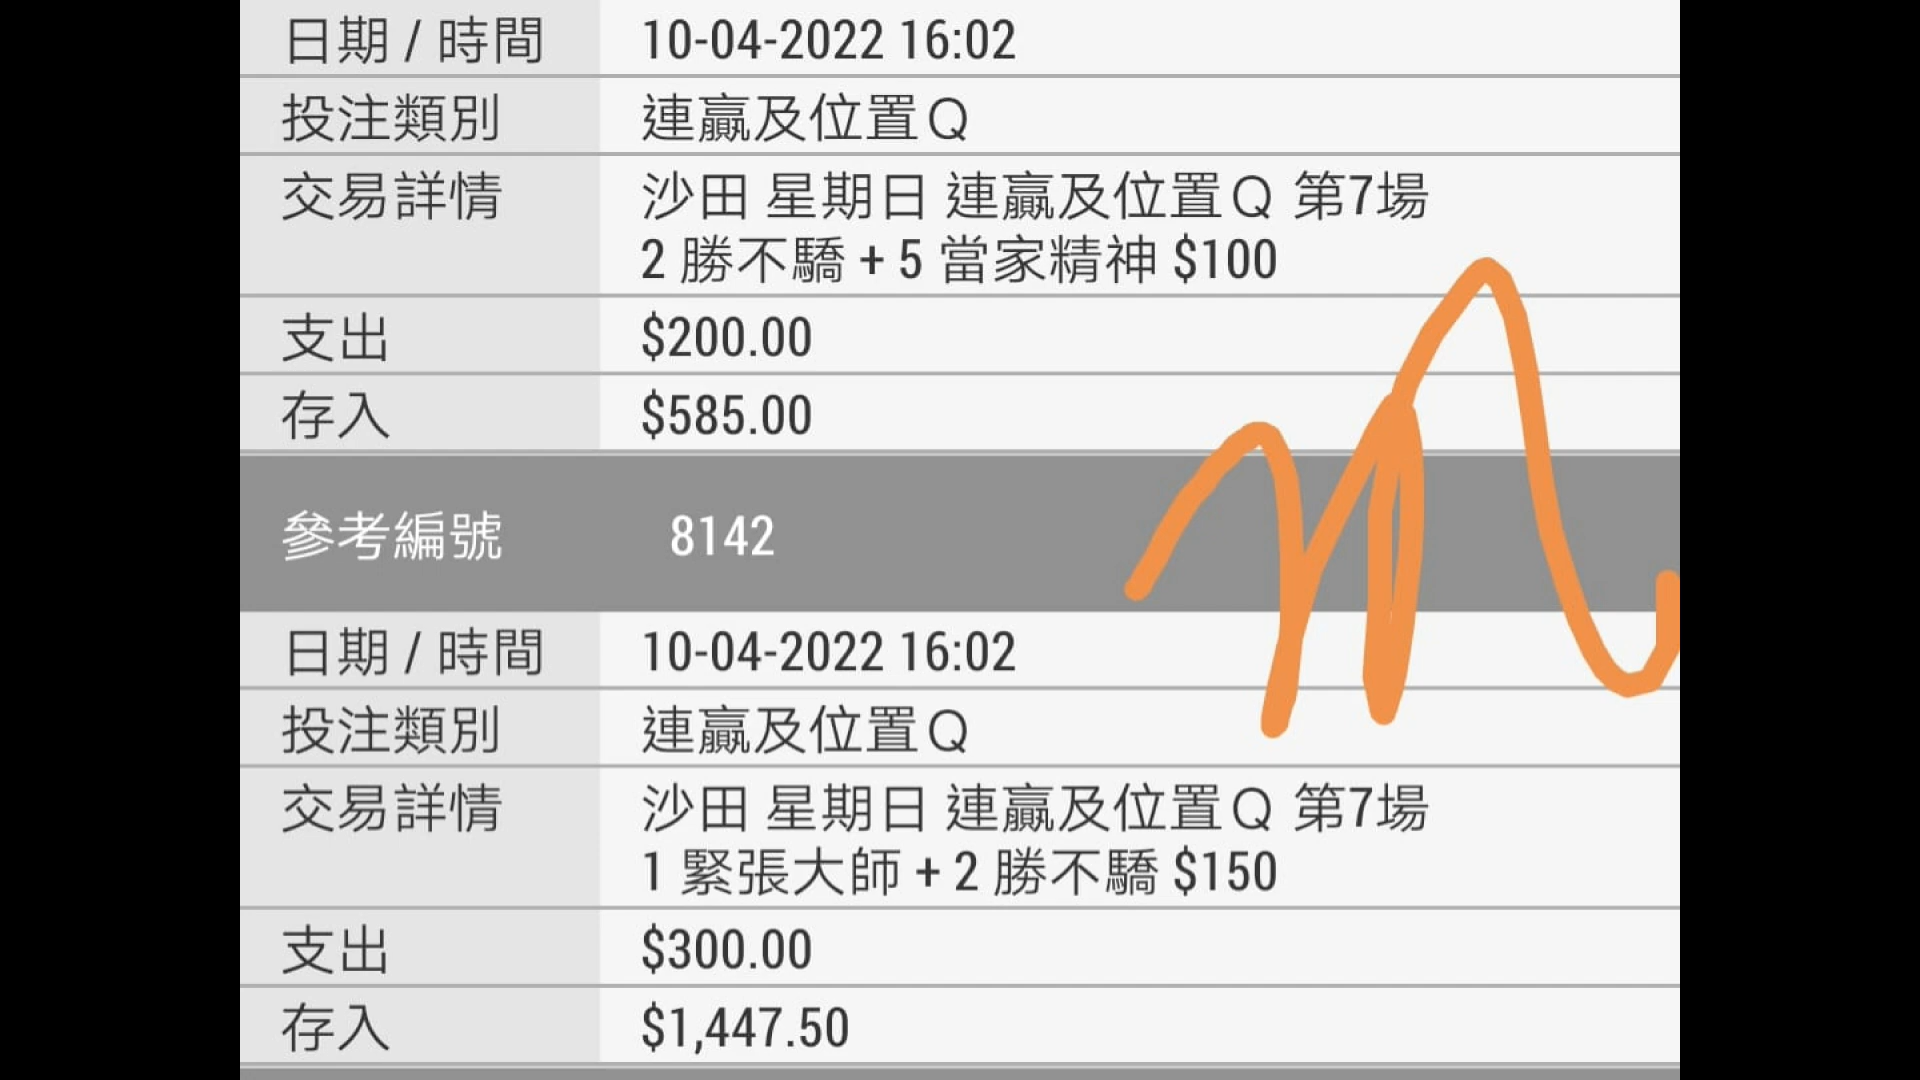 日期 / 時間 10-04-2022 16:02
投注類別 連贏及位置Q
交易詳情 沙田 星期日 連贏及位置Q 第7場
2 勝不驕 + 5 當家精神 $100
支出 $200.00
存入 $585.00
參考編號 8142
日期 / 時間 10-04-2022 16:02
投注類別 連贏及位置Q
交易詳情 沙田 星期日 連贏及位置Q 第7場
1 緊張大師 + 2 勝不驕 $150
支出 $300.00
存入 $1,447.50